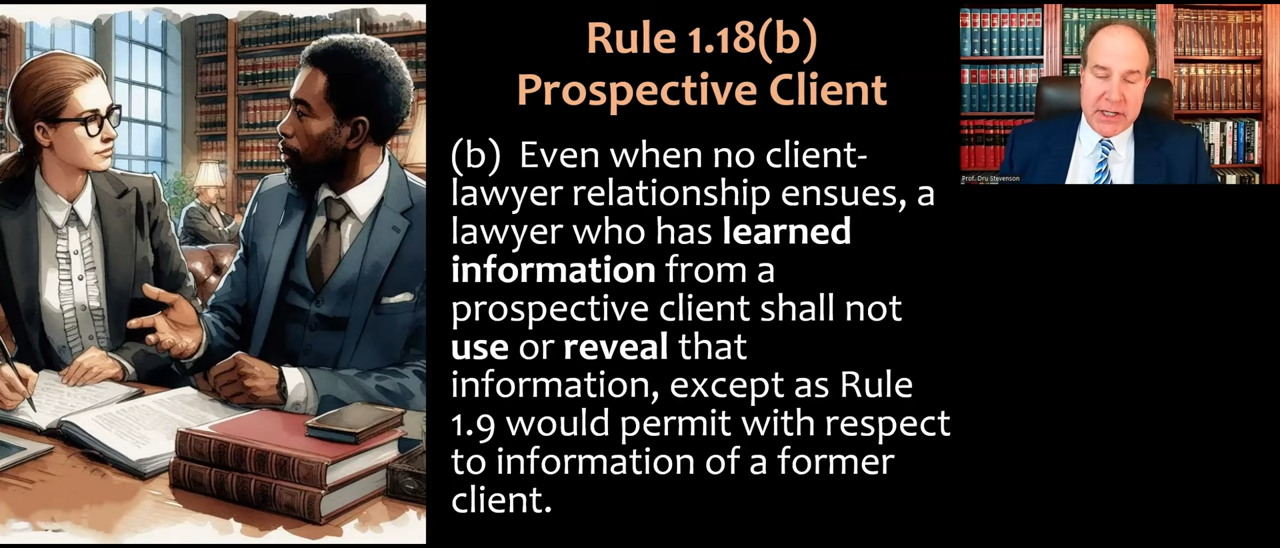 Rule 1.18(b)
Prospective Client
(b) Even when no client-
lawyer relationship ensues, a
lawyer who has learned
information from a
prospective client shall not
use or reveal that
information, except as Rule
1.9 would permit with respect
to information of a former
client.
Prof. Dru Stevenson